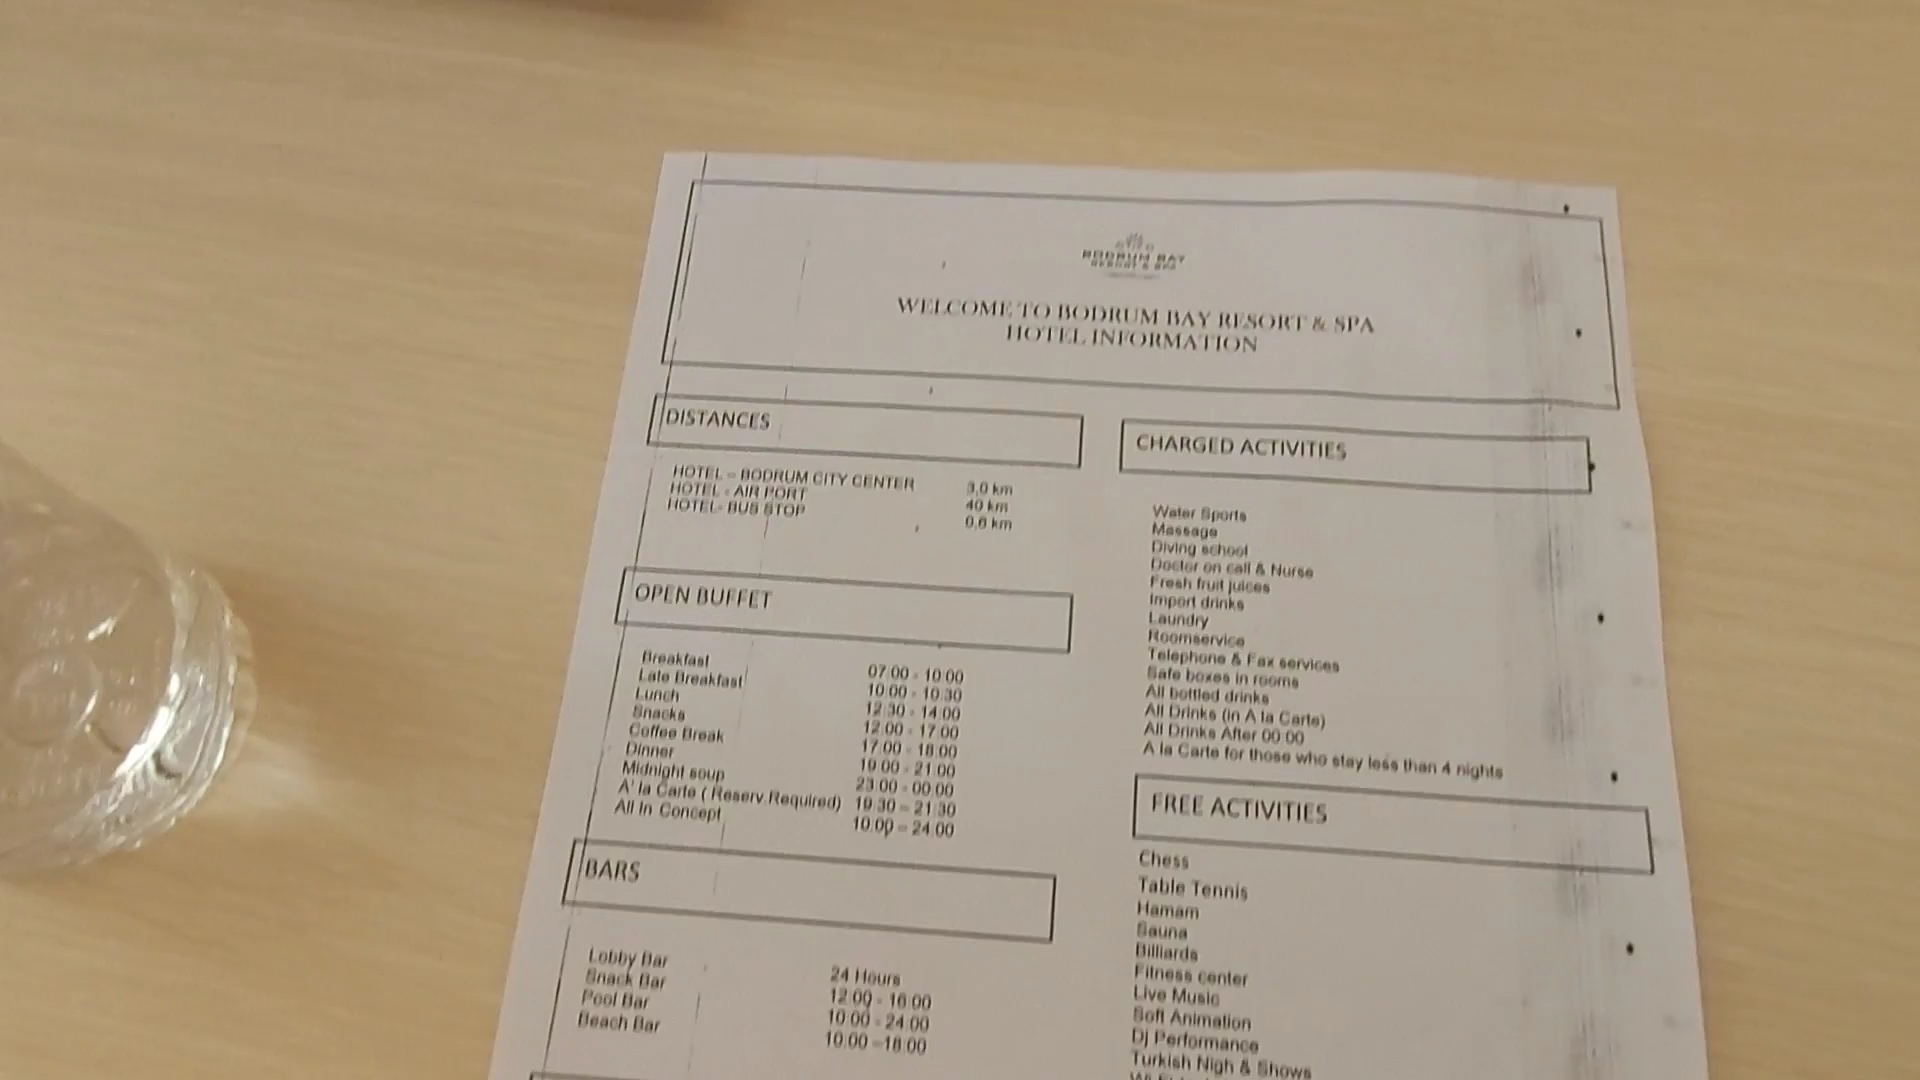 BODRUM BAY
RESORT & SPA
WELCOME TO BODRUM BAY RESORT & SPA
HOTEL INFORMATION
DISTANCES
HOTEL – BODRUM CITY CENTER 3,0 km
HOTEL - AIR PORT 40 km
HOTEL- BUS STOP 0,6 km
OPEN BUFFET
Breakfast 07:00 - 10:00
Late Breakfast 10:00 - 10:30
Lunch 12:30 - 14:00
Snacks 12:00 - 17:00
Coffee Break 17:00 - 18:00
Dinner 19:00 - 21:00
Midnight soup 23:00 - 00:00
A' la Carte ( Reserv.Required) 19:30 – 21:30
All In Concept 10:00 – 24:00
BARS
Lobby Bar 24 Hours
Snack Bar 12:00 - 16:00
Pool Bar 10:00 - 24:00
Beach Bar 10:00 –18:00
CHARGED ACTIVITIES
Water Sports
Massage
Diving school
Doctor on call & Nurse
Fresh fruit juices
Import drinks
Laundry
Roomservice
Telephone & Fax services
Safe boxes in rooms
All bottled drinks
All Drinks (in A la Carte)
All Drinks After 00:00
A la Carte for those who stay less than 4 nights
FREE ACTIVITIES
Chess
Table Tennis
Hamam
Sauna
Billiards
Fitness center
Live Music
Soft Animation
Dj Performance
Turkish Nigh & Shows